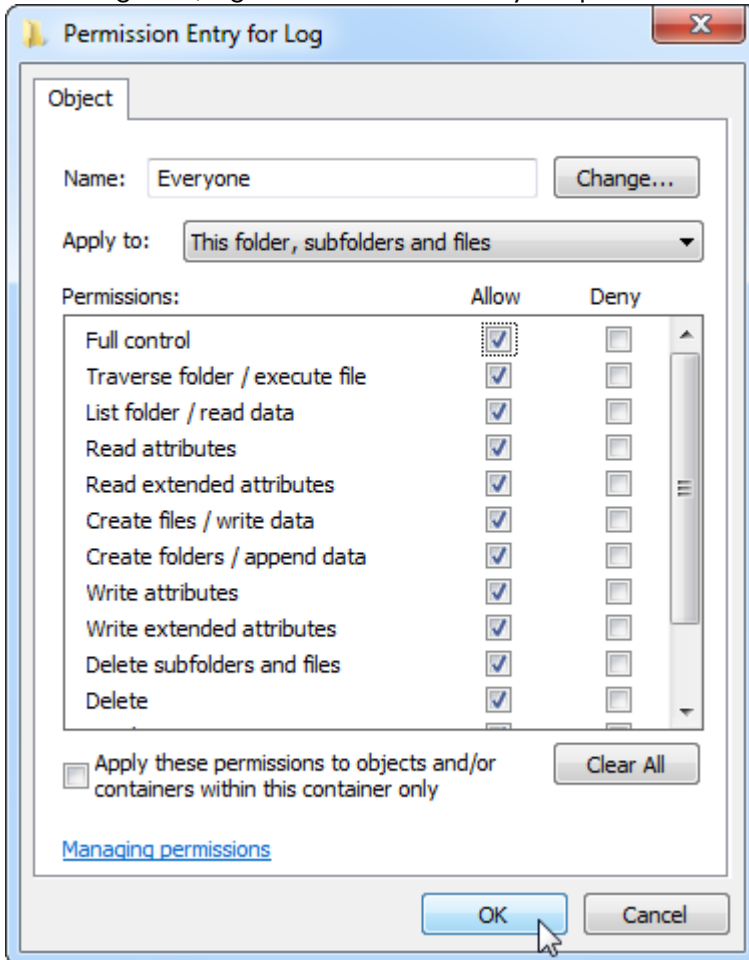 Permission Entry for Log
Object
Name: Everyone Change...
Apply to: This folder, subfolders and files
Permissions: Allow Deny
Full control
Traverse folder / execute file
List folder / read data
Read attributes
Read extended attributes
Create files / write data
Create folders / append data
Write attributes
Write extended attributes
Delete subfolders and files
Delete
Apply these permissions to objects and/or
containers within this container only
Clear All
Managing permissions
OK Cancel